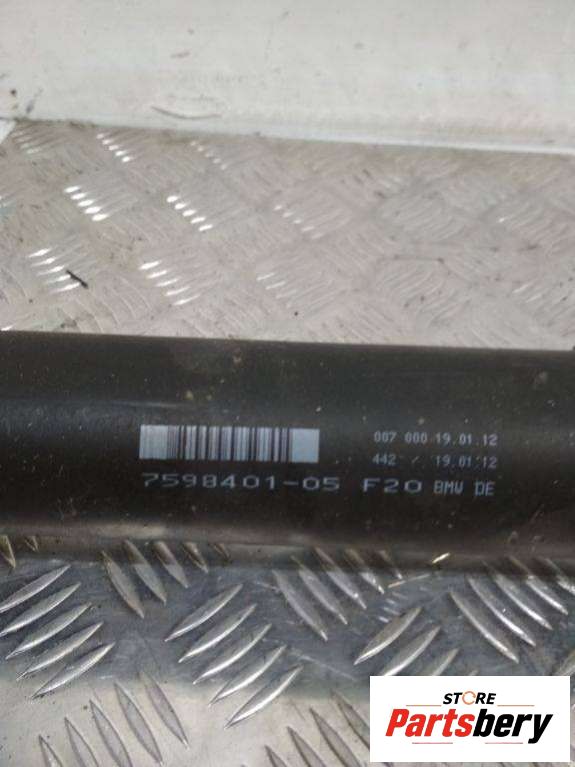 007 000 19.01.12
442 / 19.01.12
7598401-05 F20 BMW DE
STORE
Partsbery